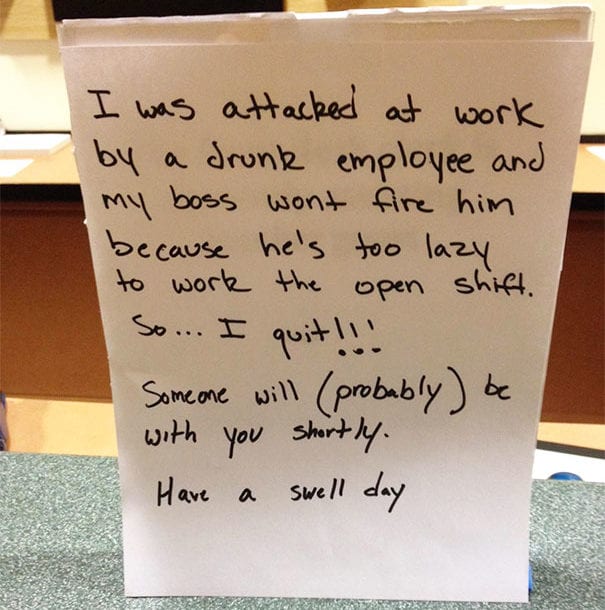 I was attacked at work
by a drunk employee and
my boss wont fire him
because he's too lazy
to work the open shift.
So... I quit!!!
Someone will (probably) be
with you shortly.
Have a swell day